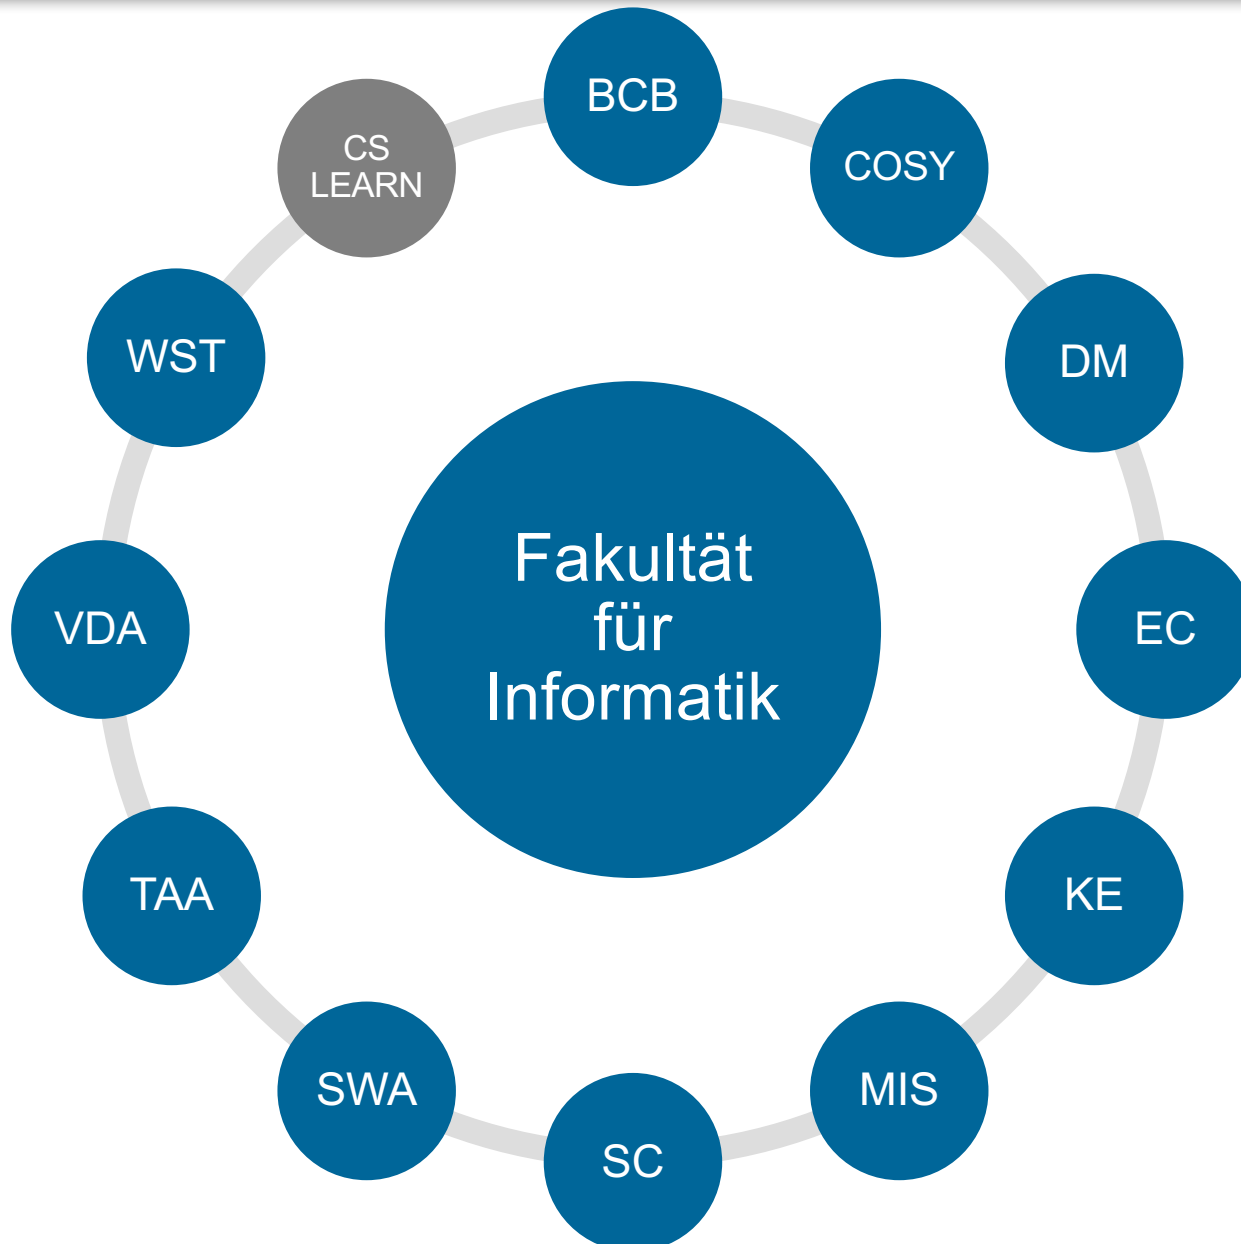 BCB
COSY
DM
EC
KE
MIS
SC
SWA
TAA
VDA
WST
CS
LEARN
Fakultät
für
Informatik